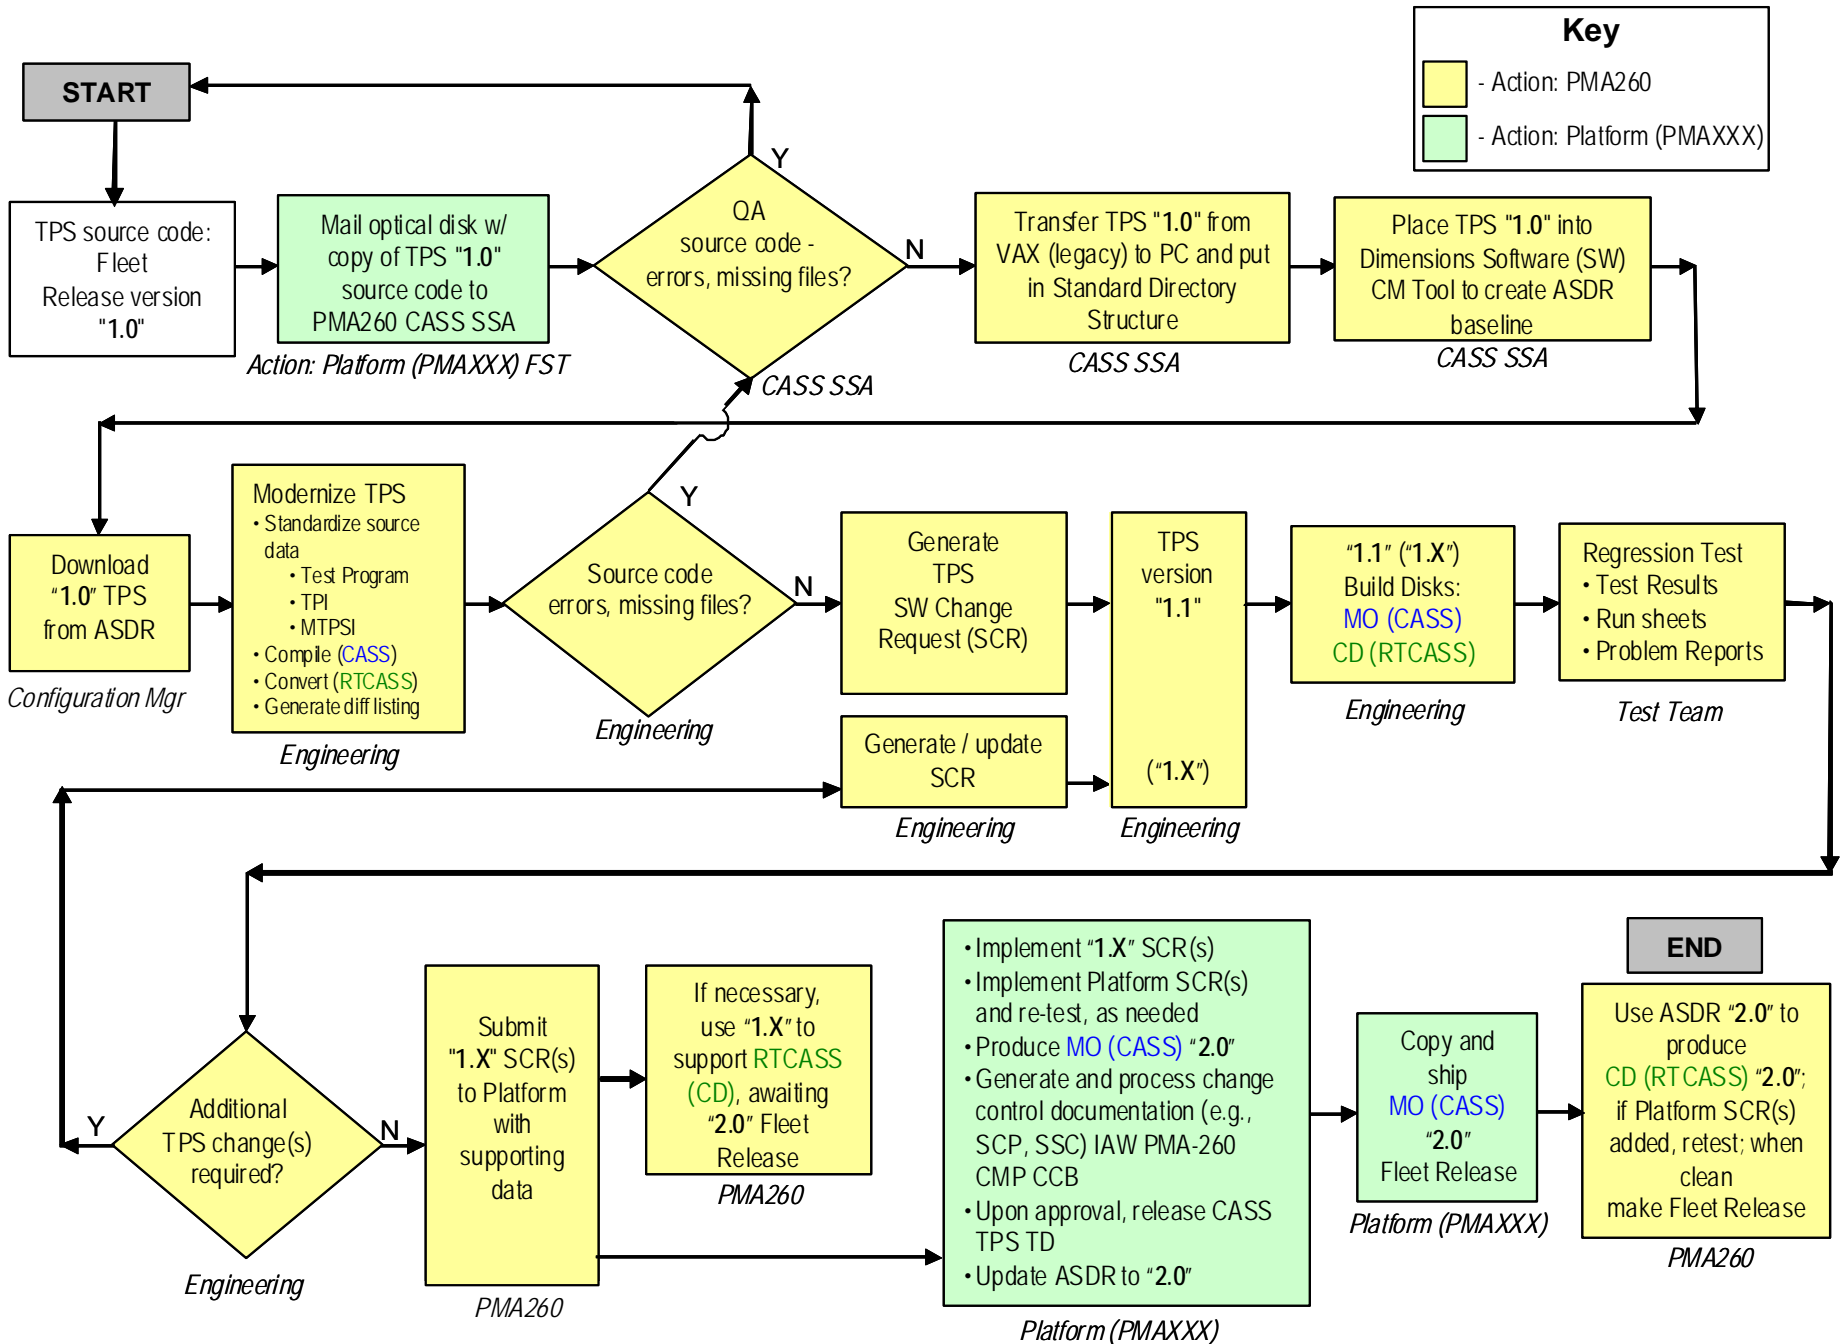 Key
- Action: PMA260
- Action: Platform (PMAXXX)
START
TPS source code:
Fleet
Release version
"1.0"
Mail optical disk w/
copy of TPS "1.0"
source code to
PMA260 CASS SSA
Action: Platform (PMAXXX) FST
Y
QA
source code -
errors, missing files?
N
CASS SSA
Transfer TPS "1.0" from
VAX (legacy) to PC and put
in Standard Directory
Structure
CASS SSA
Place TPS "1.0" into
Dimensions Software (SW)
CM Tool to create ASDR
baseline
CASS SSA
Download
“1.0” TPS
from ASDR
Configuration Mgr
Modernize TPS
• Standardize source
data
• Test Program
• TPI
• MTPSI
• Compile (CASS)
• Convert (RTCASS)
• Generate diff listing
Engineering
Y
Source code
errors, missing files?
N
Engineering
Generate
TPS
SW Change
Request (SCR)
Generate / update
SCR
Engineering
TPS
version
"1.1"
(“1.X”)
Engineering
“1.1” (“1.X”)
Build Disks:
MO (CASS)
CD (RTCASS)
Engineering
Regression Test
• Test Results
• Run sheets
• Problem Reports
Test Team
Y
Additional
TPS change(s)
required?
N
Engineering
Submit
"1.X" SCR(s)
to Platform
with
supporting
data
PMA260
If necessary,
use “1.X” to
support RTCASS
(CD), awaiting
“2.0” Fleet
Release
PMA260
• Implement “1.X” SCR(s)
• Implement Platform SCR(s)
and re-test, as needed
• Produce MO (CASS) “2.0”
• Generate and process change
control documentation (e.g.,
SCP, SSC) IAW PMA-260
CMP CCB
• Upon approval, release CASS
TPS TD
• Update ASDR to “2.0”
Platform (PMAXXX)
Copy and
ship
MO (CASS)
“2.0”
Fleet Release
Platform (PMAXXX)
END
Use ASDR “2.0” to
produce
CD (RTCASS) “2.0”;
if Platform SCR(s)
added, retest; when
clean
make Fleet Release
PMA260